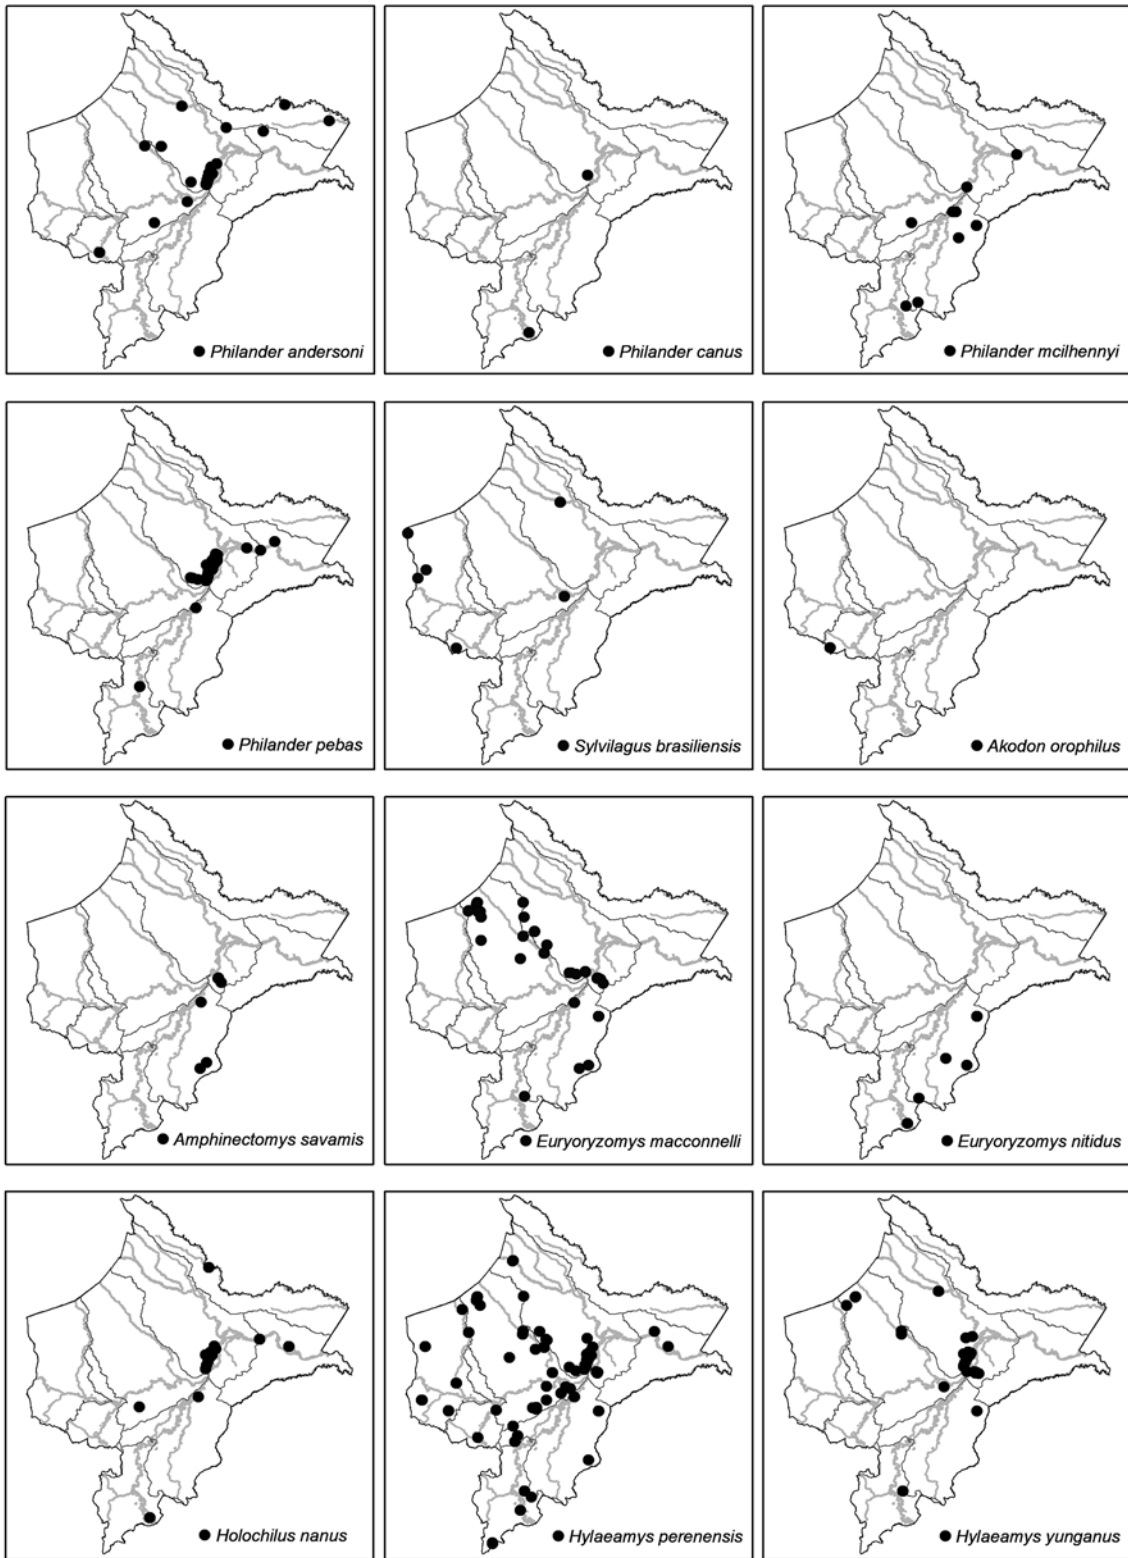 Philander andersoni
Philander canus
Philander mcilhennyi
Philander pebas
Sylvilagus brasiliensis
Akodon orophilus
Amphinectomys savamis
Euryoryzomys macconnelli
Euryoryzomys nitidus
Holochilus nanus
Hylaeamys perenensis
Hylaeamys yunganus